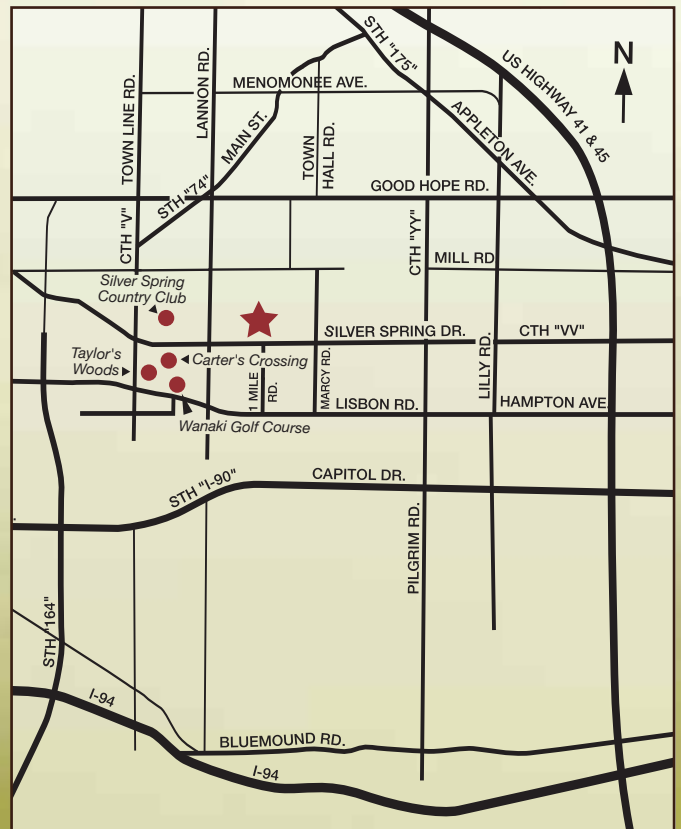 STH "175"
US HIGHWAY 41 & 45
N
TOWN LINE RD.
LANNON RD.
MENOMONEE AVE.
MAIN ST.
TOWN
HALL RD.
APPLETON AVE.
STH "74"
GOOD HOPE RD.
CTH "V"
CTH "YY"
MILL RD
Silver Spring
Country Club
SILVER SPRING DR.
CTH "VV"
Taylor's
Woods
Carter's Crossing
1 MILE
RD.
MARCY RD.
LILLY RD.
LISBON RD.
HAMPTON AVE.
Wanaki Golf Course
STH "I-90"
CAPITOL DR.
PILGRIM RD.
STH "164"
I-94
BLUEMOUND RD.
I-94